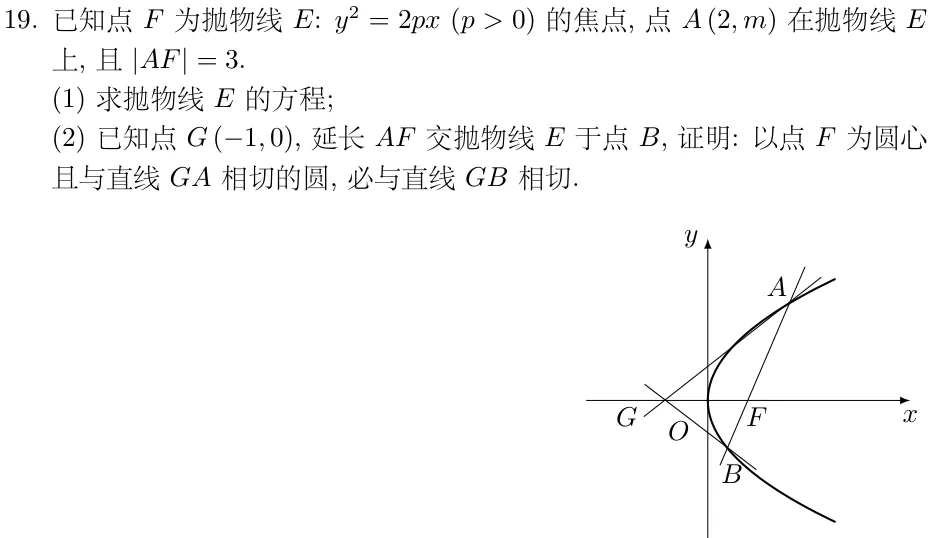 19. 已知点 F 为抛物线 E: y² = 2px (p > 0) 的焦点, 点 A (2, m) 在抛物线 E
上, 且 |AF| = 3.
(1) 求抛物线 E 的方程;
(2) 已知点 G (−1, 0), 延长 AF 交抛物线 E 于点 B, 证明: 以点 F 为圆心
且与直线 GA 相切的圆, 必与直线 GB 相切.
y
A
G
O
F
x
B